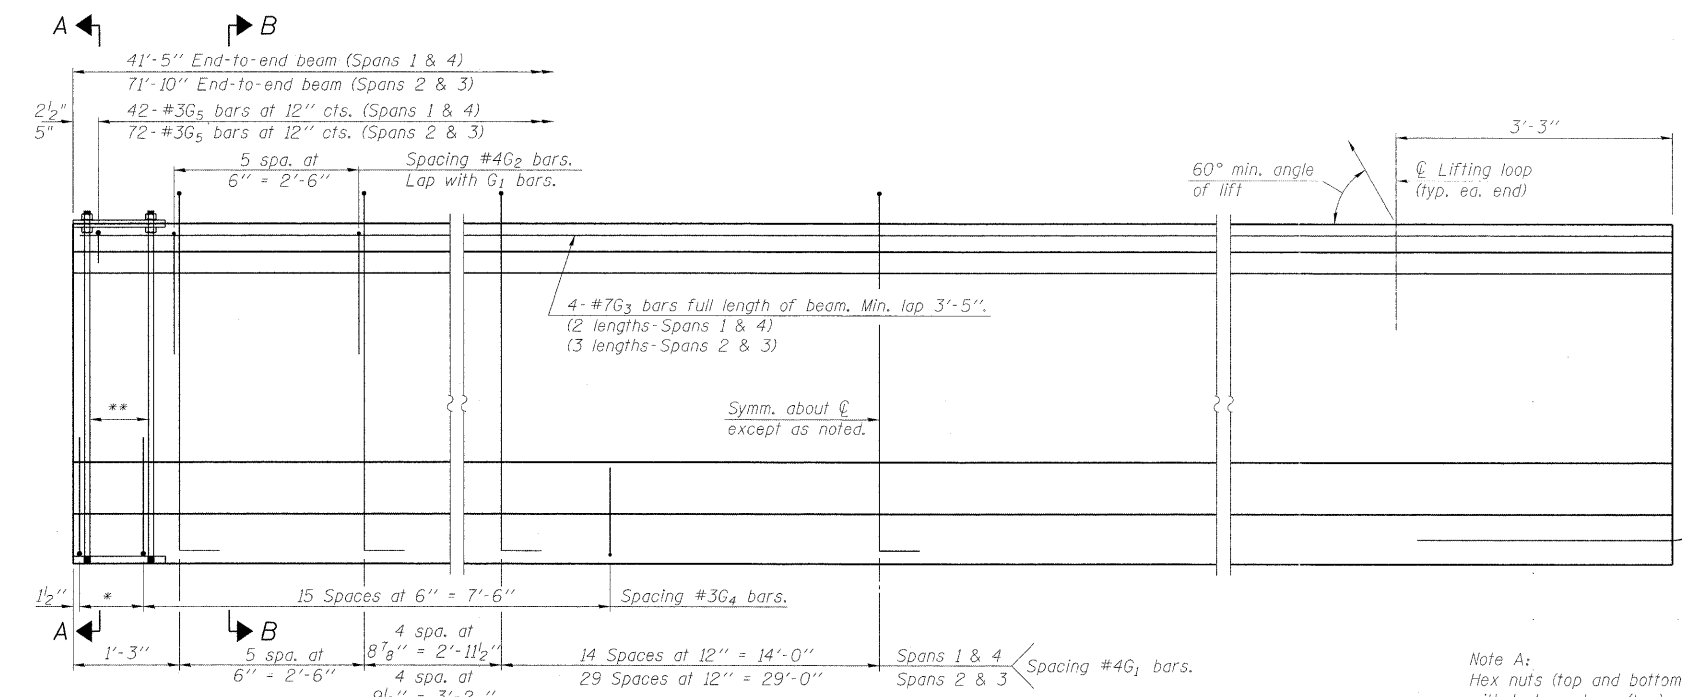 A B
41'-5" End-to-end beam (Spans 1 & 4)
71'-10" End-to-end beam (Spans 2 & 3)
2½"
5"
42-#3G5 bars at 12" cts. (Spans 1 & 4)
72-#3G5 bars at 12" cts. (Spans 2 & 3)
5 spa. at
6" = 2'-6"
Spacing #4G2 bars.
Lap with G1 bars.
3'-3"
60° min. angle
of lift
℄ Lifting loop
(typ. ea. end)
4-#7G3 bars full length of beam. Min. lap 3'-5".
(2 lengths-Spans 1 & 4)
(3 lengths-Spans 2 & 3)
**
Symm. about ℄
except as noted.
1½"
*
15 Spaces at 6" = 7'-6"
Spacing #3G4 bars.
A B
1'-3"
5 spa. at
6" = 2'-6"
4 spa. at
8⅞" = 2'-11½"
4 spa. at
14 Spaces at 12" = 14'-0"
29 Spaces at 12" = 29'-0"
Spans 1 & 4
Spans 2 & 3
Spacing #4G1 bars.
Note A:
Hex nuts (top and bottom